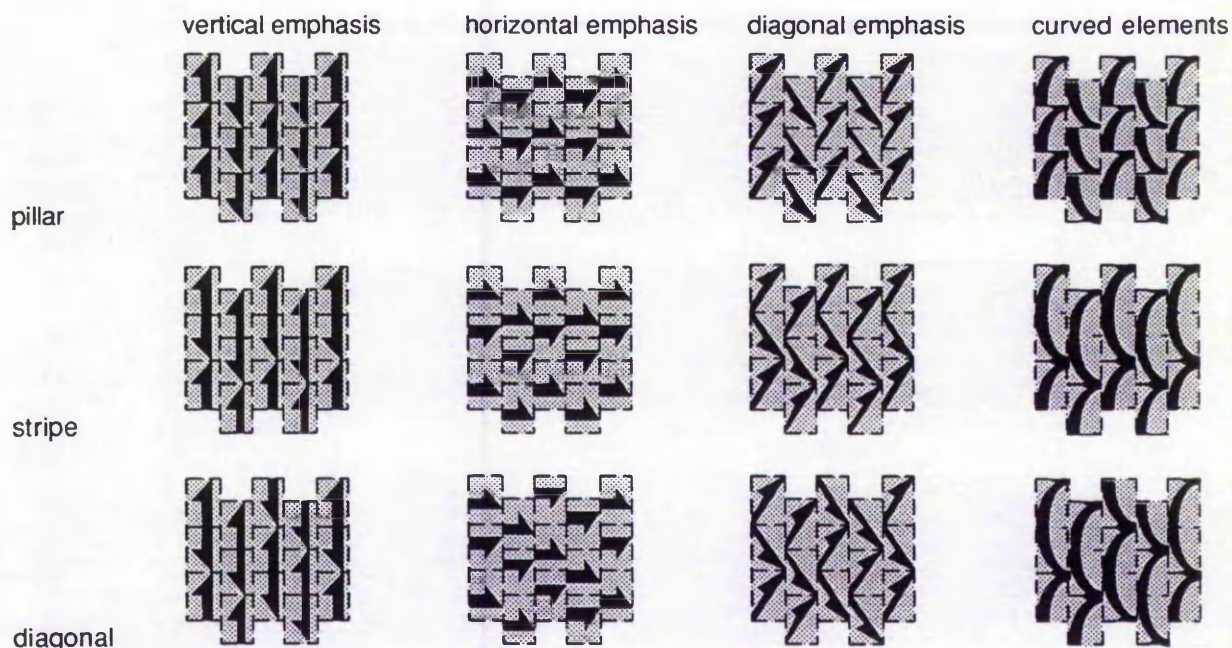 vertical emphasis horizontal emphasis diagonal emphasis curved elements
pillar
stripe
diagonal